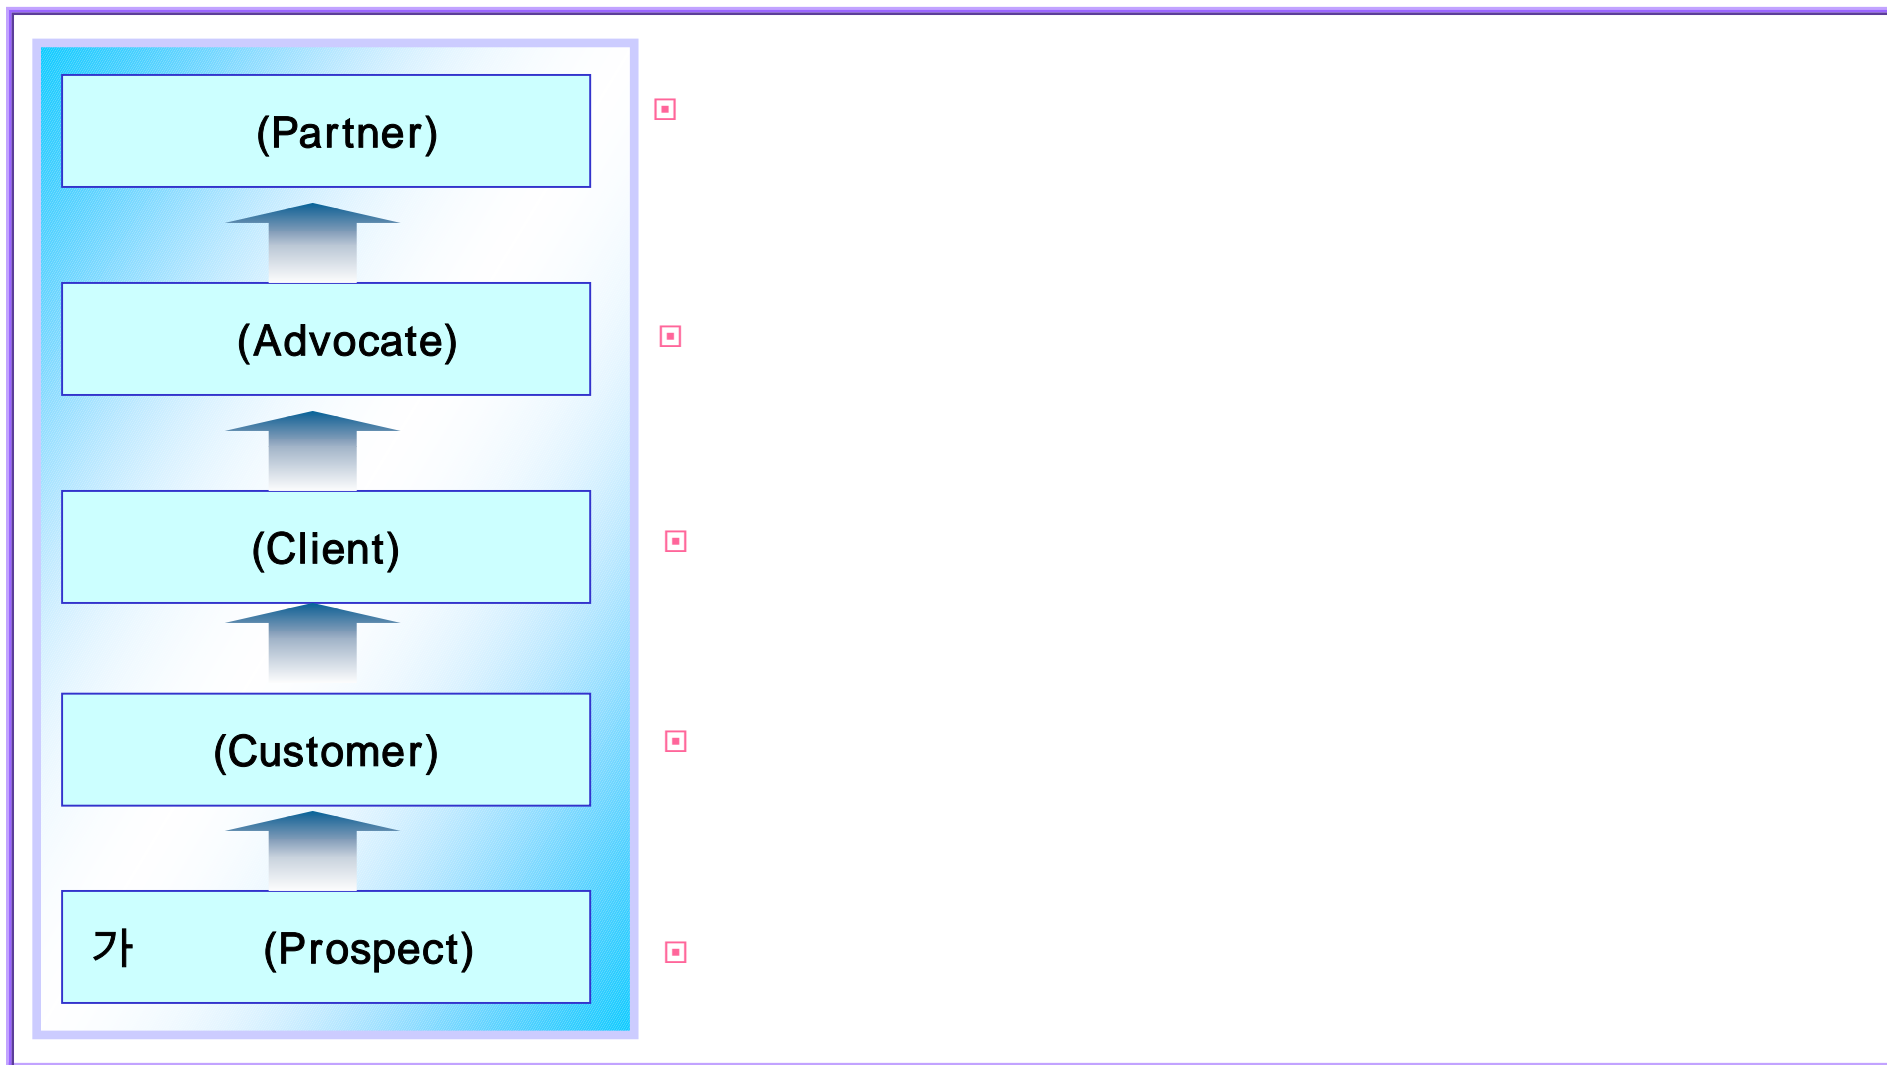 (Partner)
(Advocate)
(Client)
(Customer)
가 (Prospect)